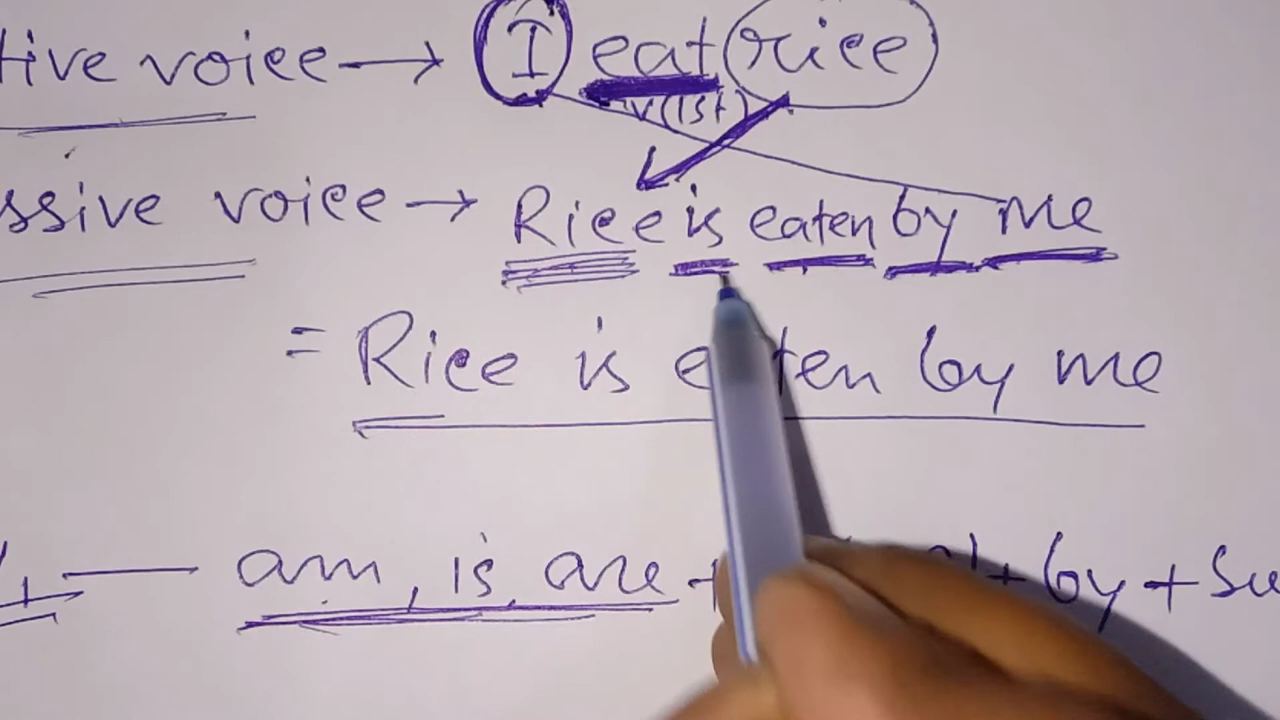 tive voice → I eat rice
v(1st)
ssive voice → Rice is eaten by me
= Rice is eaten by me
— am, is, are + + by + Su